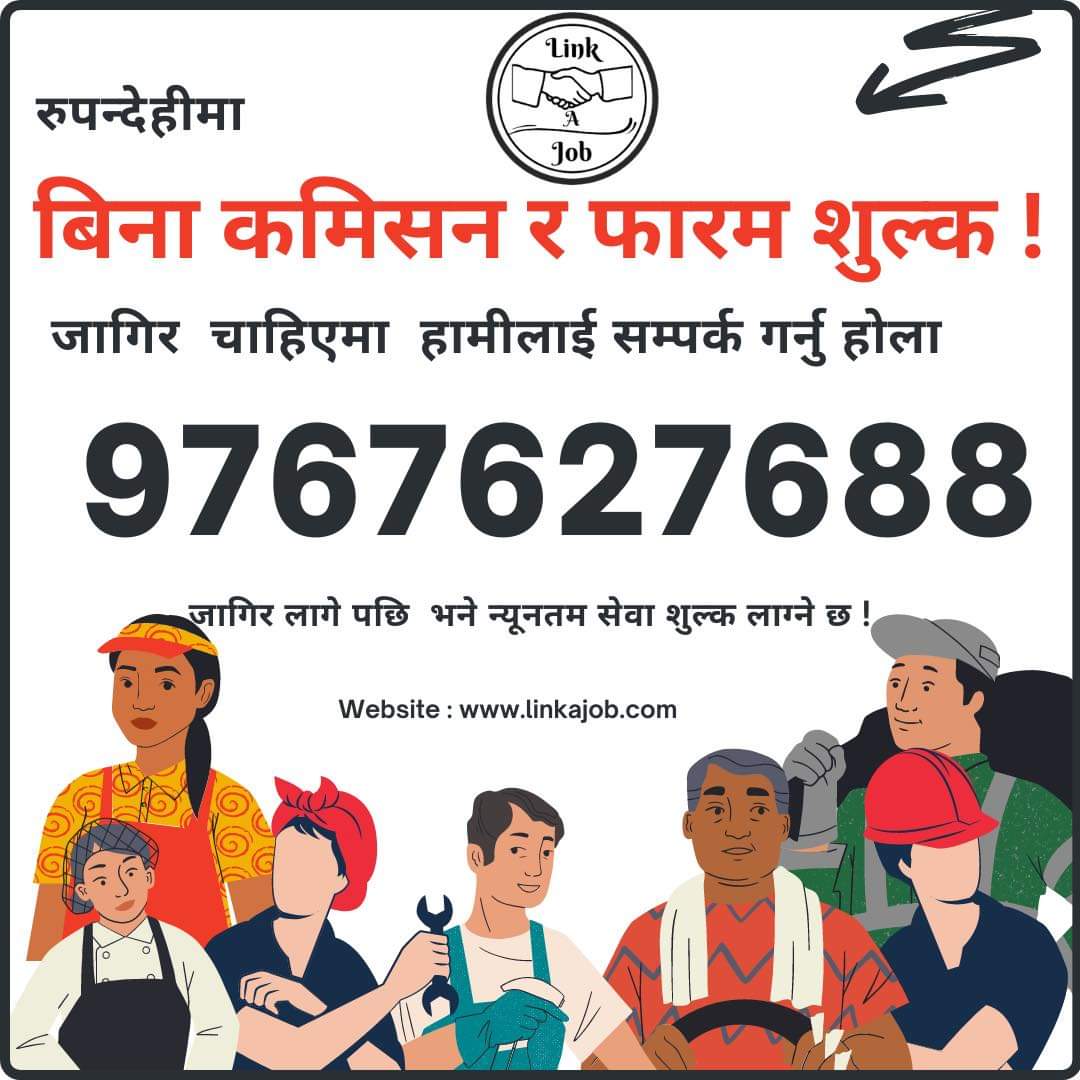 Link
A
Job
रुपन्देहीमा
बिना कमिसन र फारम शुल्क !
जागिर चाहिएमा हामीलाई सम्पर्क गर्नु होला
9767627688
जागिर लागे पछि भने न्यूनतम सेवा शुल्क लाग्ने छ !
Website : www.linkajob.com